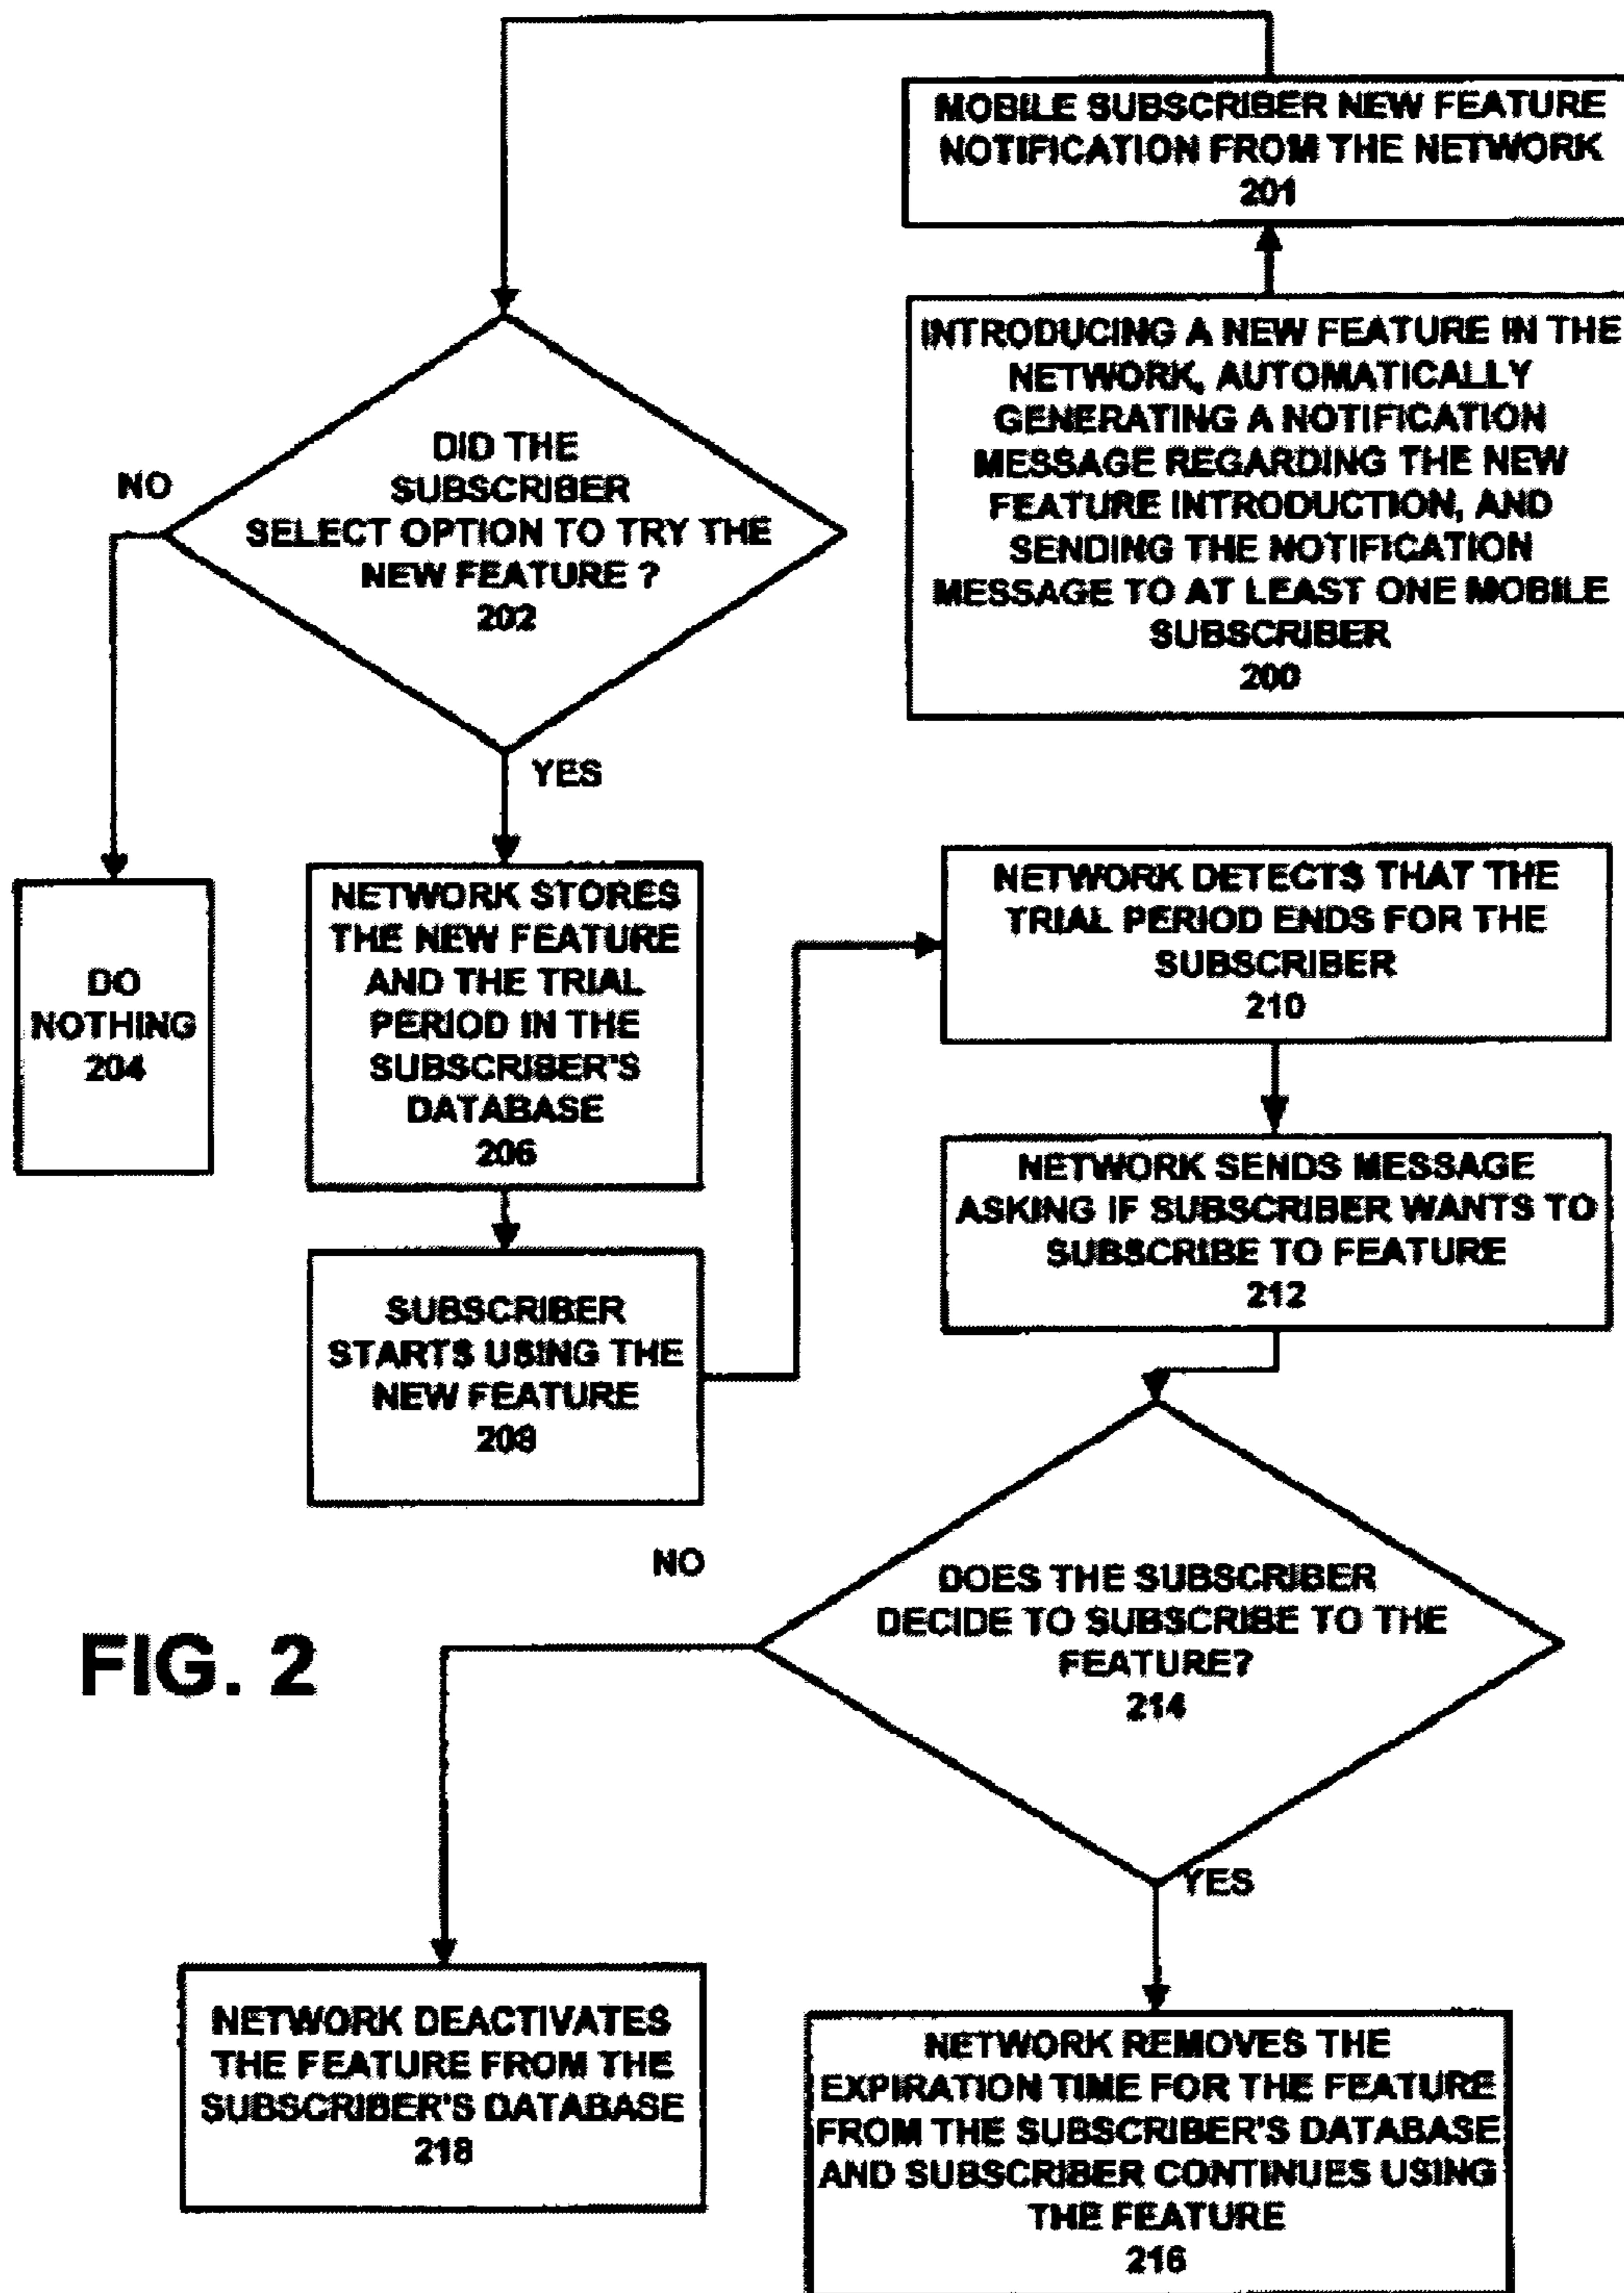 MOBILE SUBSCRIBER NEW FEATURE
NOTIFICATION FROM THE NETWORK
201
INTRODUCING A NEW FEATURE IN THE
NETWORK, AUTOMATICALLY
GENERATING A NOTIFICATION
MESSAGE REGARDING THE NEW
FEATURE INTRODUCTION, AND
SENDING THE NOTIFICATION
MESSAGE TO AT LEAST ONE MOBILE
SUBSCRIBER
200
DID THE
SUBSCRIBER
SELECT OPTION TO TRY THE
NEW FEATURE ?
202
NO
YES
DO
NOTHING
204
NETWORK STORES
THE NEW FEATURE
AND THE TRIAL
PERIOD IN THE
SUBSCRIBER'S
DATABASE
206
SUBSCRIBER
STARTS USING THE
NEW FEATURE
208
NETWORK DETECTS THAT THE
TRIAL PERIOD ENDS FOR THE
SUBSCRIBER
210
NETWORK SENDS MESSAGE
ASKING IF SUBSCRIBER WANTS TO
SUBSCRIBE TO FEATURE
212
DOES THE SUBSCRIBER
DECIDE TO SUBSCRIBE TO THE
FEATURE?
214
NO
YES
FIG. 2
NETWORK DEACTIVATES
THE FEATURE FROM THE
SUBSCRIBER'S DATABASE
218
NETWORK REMOVES THE
EXPIRATION TIME FOR THE FEATURE
FROM THE SUBSCRIBER'S DATABASE
AND SUBSCRIBER CONTINUES USING
THE FEATURE
216